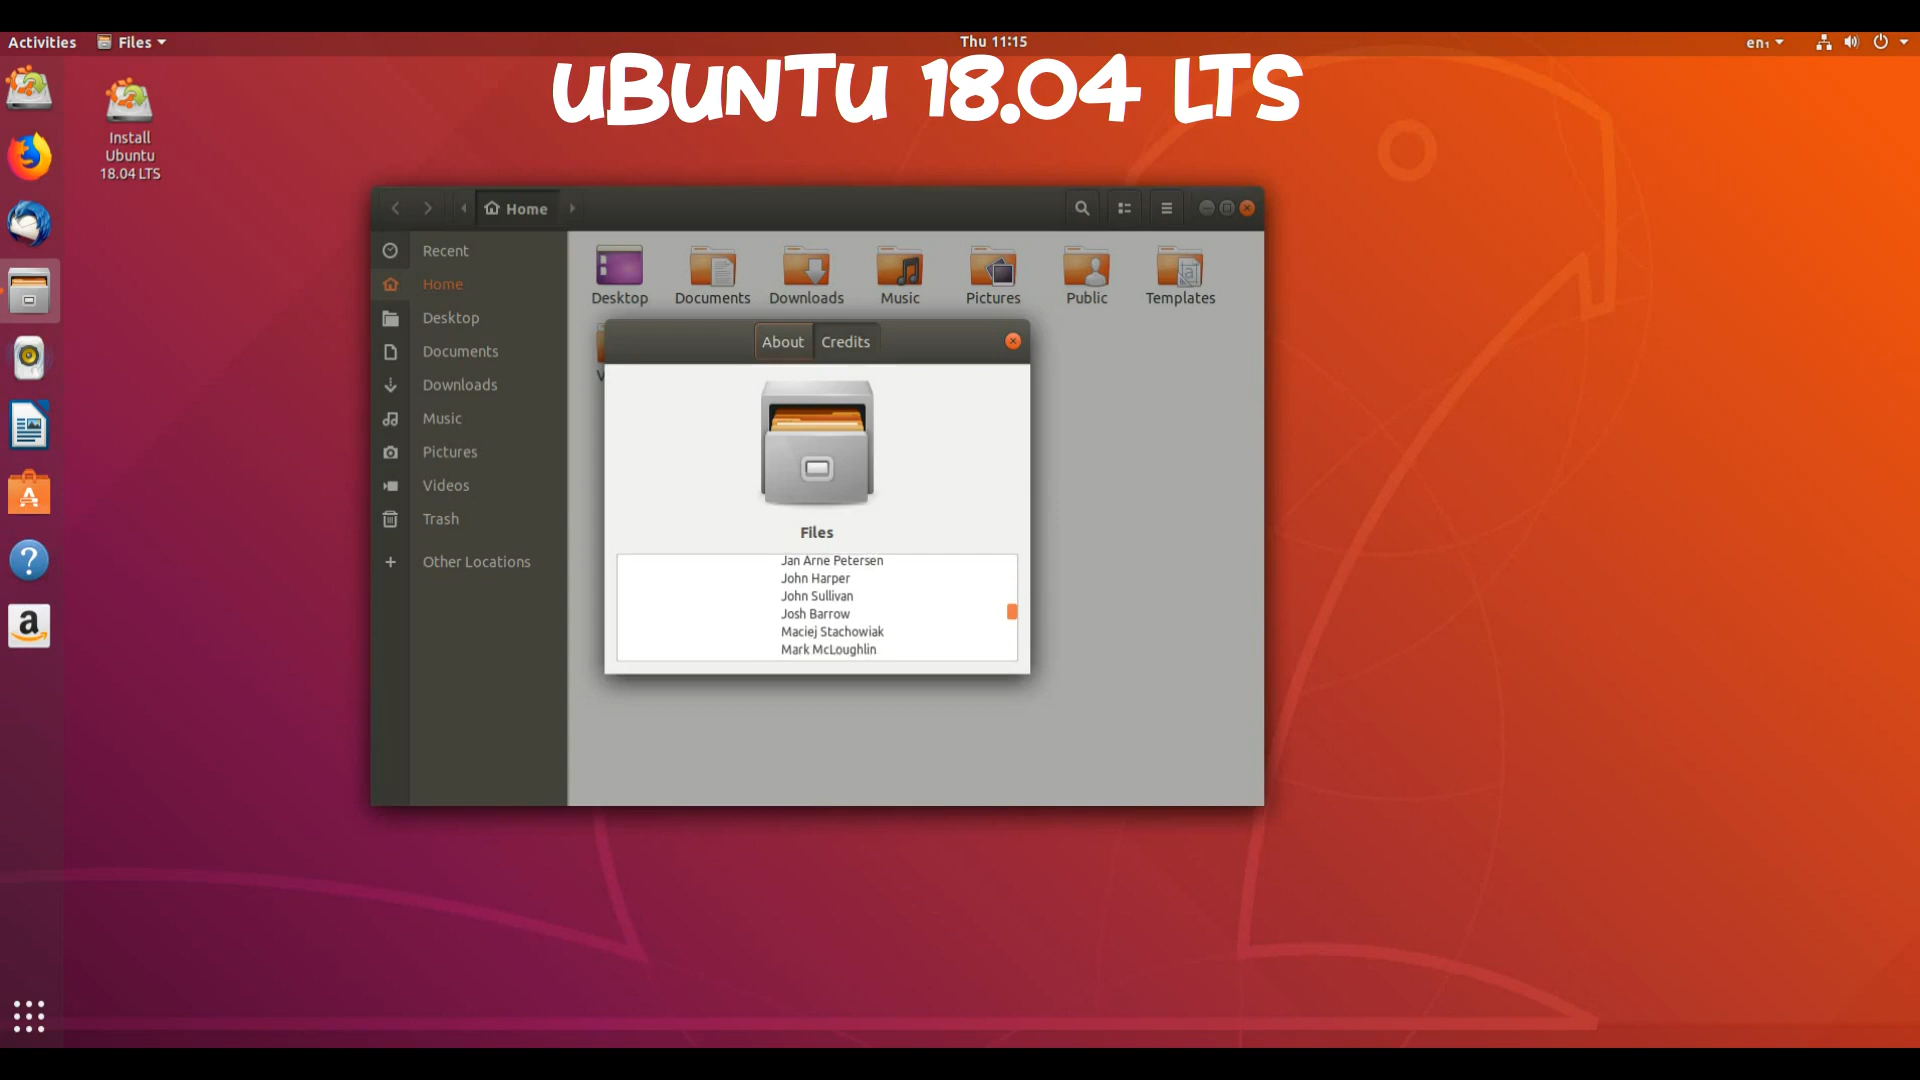 Activities Files Thu 11:15 en₁
UBUNTU 18.04 LTS
Install
Ubuntu
18.04 LTS
Home
Recent
Home
Desktop
Documents
Downloads
Music
Pictures
Videos
Trash
Other Locations
Desktop Documents Downloads Music Pictures Public Templates
About Credits
Files
Jan Arne Petersen
John Harper
John Sullivan
Josh Barrow
Maciej Stachowiak
Mark McLoughlin